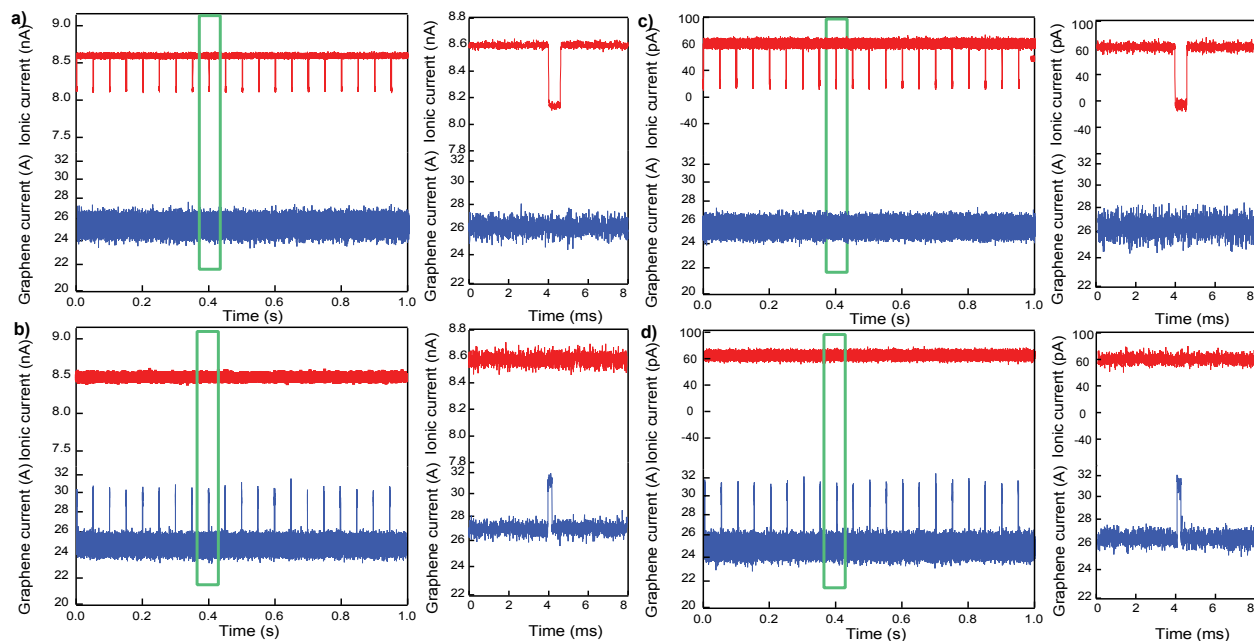 a)
Ionic current (nA)
9.0
8.5
8.0
7.5
Graphene current (A)
32
30
28
26
24
22
20
0.0 0.2 0.4 0.6 0.8 1.0
Time (s)
Ionic current (nA)
8.8
8.6
8.4
8.2
8.0
7.8
Graphene current (A)
32
30
28
26
24
22
0 2 4 6 8
Time (ms)
c)
Ionic current (pA)
100
60
40
0
-40
Graphene current (A)
32
30
28
26
24
22
20
0.0 0.2 0.4 0.6 0.8 1.0
Time (s)
Ionic current (pA)
100
60
40
0
-40
Graphene current (A)
32
30
28
26
24
22
0 2 4 6 8
Time (ms)
b)
Ionic current (nA)
9.0
8.5
8.0
7.5
Graphene current (A)
32
30
28
26
24
22
20
0.0 0.2 0.4 0.6 0.8 1.0
Time (s)
Ionic current (nA)
8.8
8.6
8.4
8.2
8.0
7.8
Graphene current (A)
32
30
28
26
24
22
0 2 4 6 8
Time (ms)
d)
Ionic current (pA)
100
60
40
0
-40
Graphene current (A)
32
30
28
26
24
22
20
0.0 0.2 0.4 0.6 0.8 1.0
Time (s)
Ionic current (pA)
100
60
40
0
-40
Graphene current (A)
32
30
28
26
24
22
0 2 4 6 8
Time (ms)